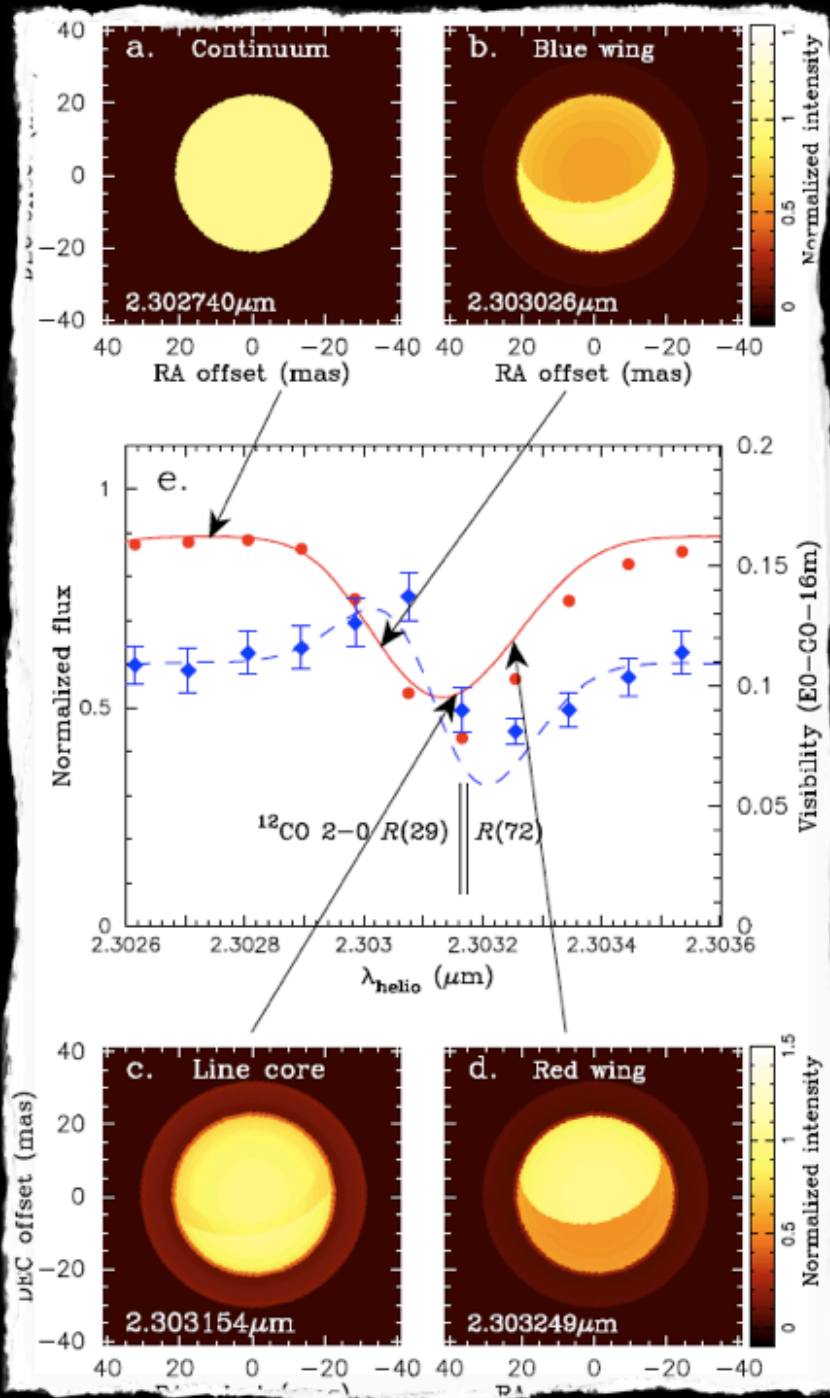 a. Continuum
b. Blue wing
40
20
0
−20
−40
2.302740μm
2.303026μm
40 20 0 −20 −40
40 20 0 −20 −40
RA offset (mas)
RA offset (mas)
1
0.5
0
Normalized intensity
e.
1
0.5
0
Normalized flux
0.2
0.15
0.1
0.05
0
Visibility (E0-G0-16m)
¹²CO 2-0 R(29) R(72)
2.3026 2.3028 2.303 2.3032 2.3034 2.3036
λhelio (μm)
c. Line core
d. Red wing
40
20
0
−20
−40
DEC offset (mas)
2.303154μm
2.303249μm
40 20 0 −20 −40
40 20 0 −20 −40
1.5
1
0.5
0
Normalized intensity